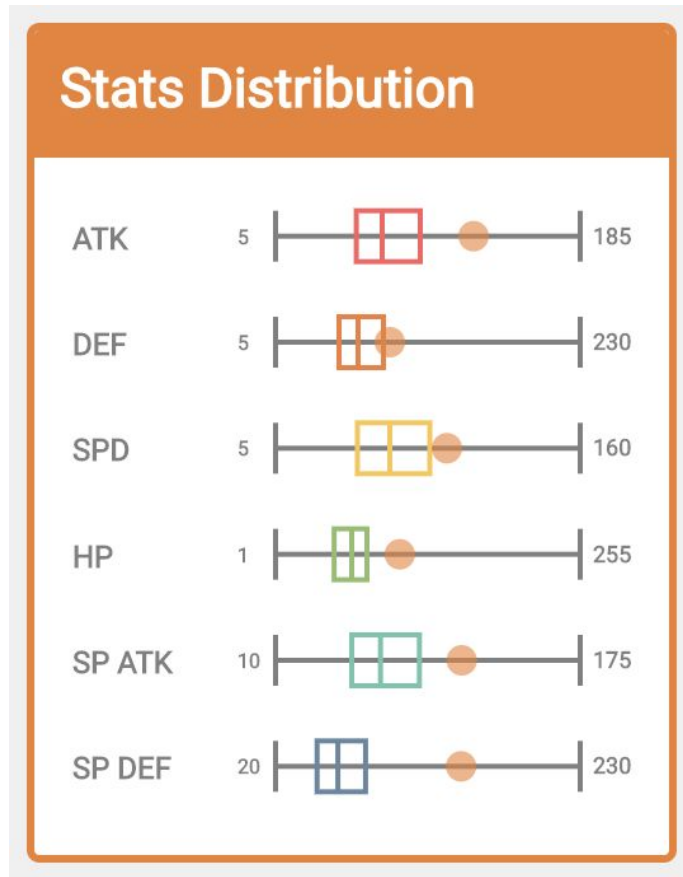 Stats Distribution
ATK 5 185
DEF 5 230
SPD 5 160
HP 1 255
SP ATK 10 175
SP DEF 20 230